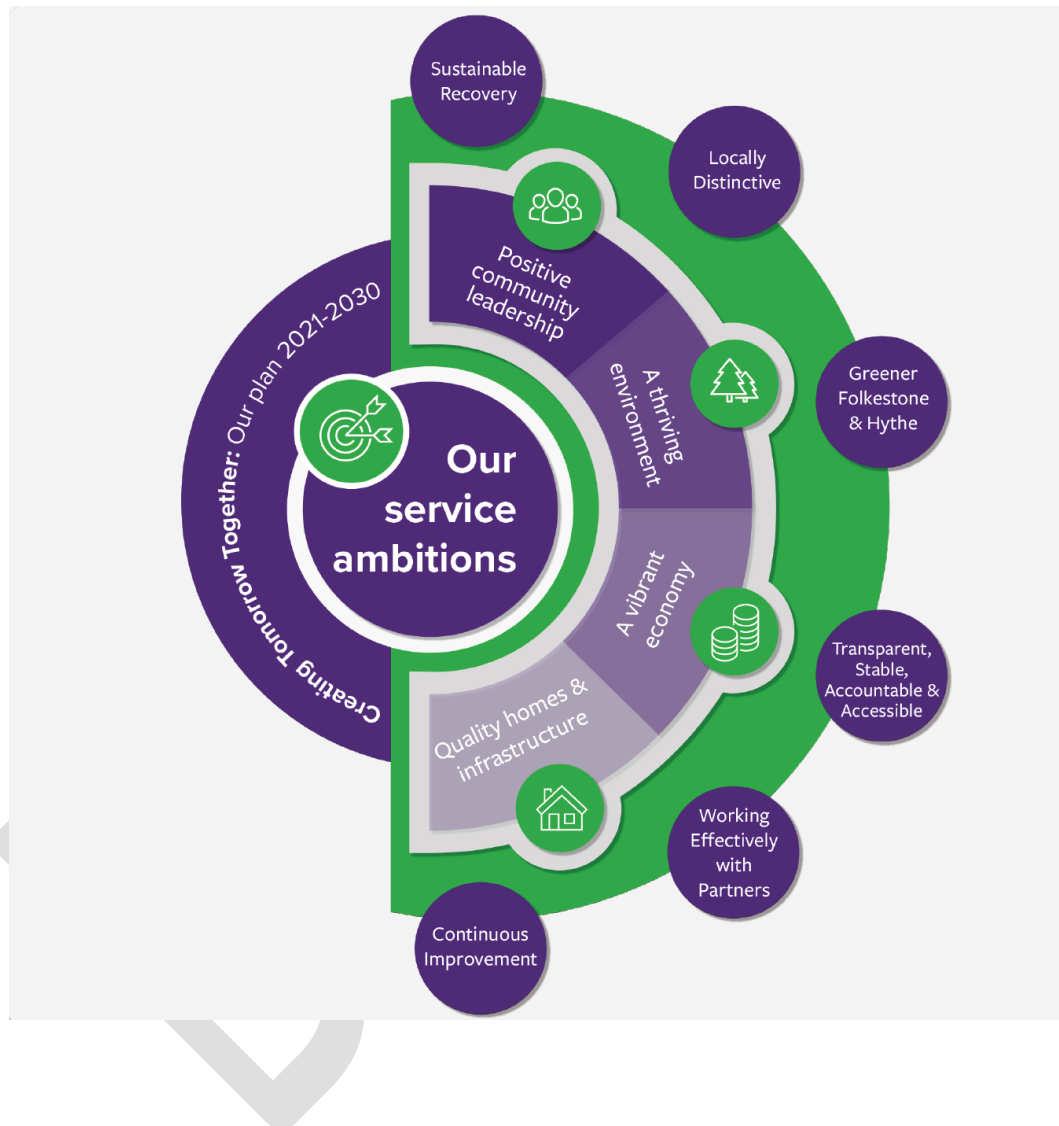 Sustainable
Recovery
Locally
Distinctive
Positive
community
leadership
Creating Tomorrow Together: Our plan 2021-2030
A thriving
environment
Greener
Folkestone
& Hythe
Our
service
ambitions
A vibrant
economy
Transparent,
Stable,
Accountable &
Accessible
Quality homes &
infrastructure
Working
Effectively
with
Partners
Continuous
Improvement